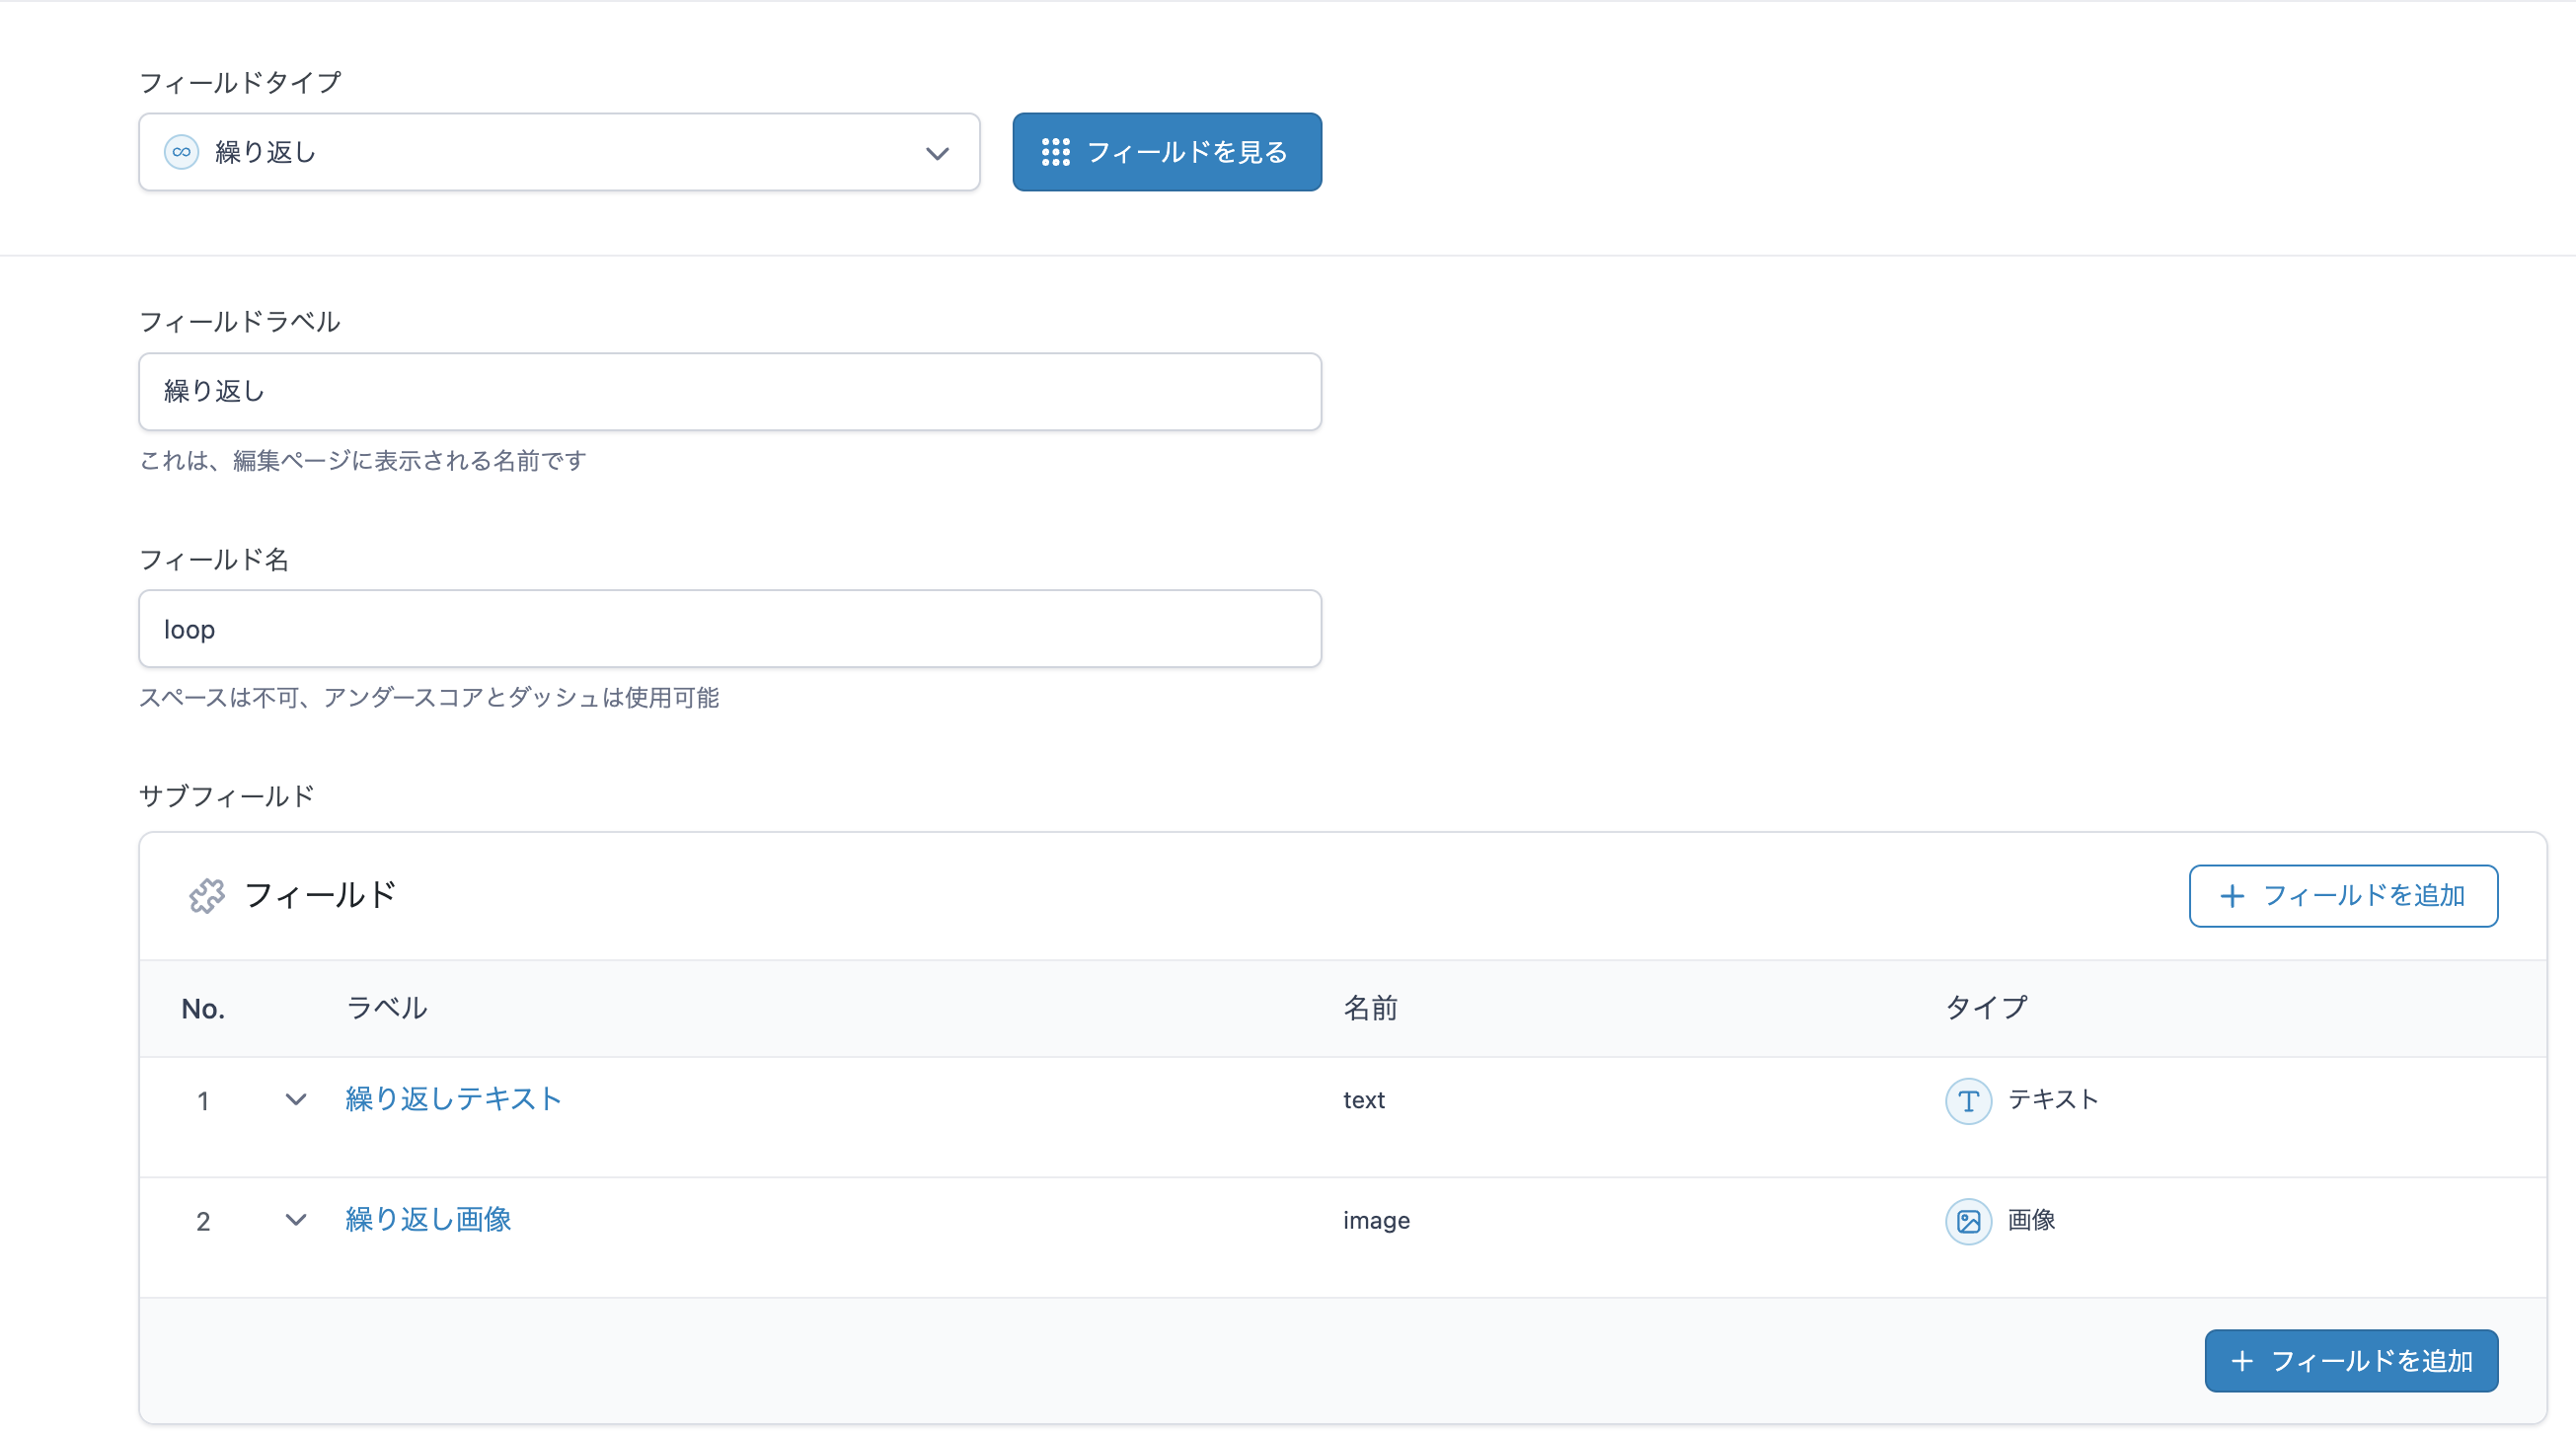 フィールドタイプ
繰り返し
フィールドを見る
フィールドラベル
繰り返し
これは、編集ページに表示される名前です
フィールド名
loop
スペースは不可、アンダースコアとダッシュは使用可能
サブフィールド
フィールド
フィールドを追加
No. ラベル 名前 タイプ
1 繰り返しテキスト text テキスト
2 繰り返し画像 image 画像
フィールドを追加